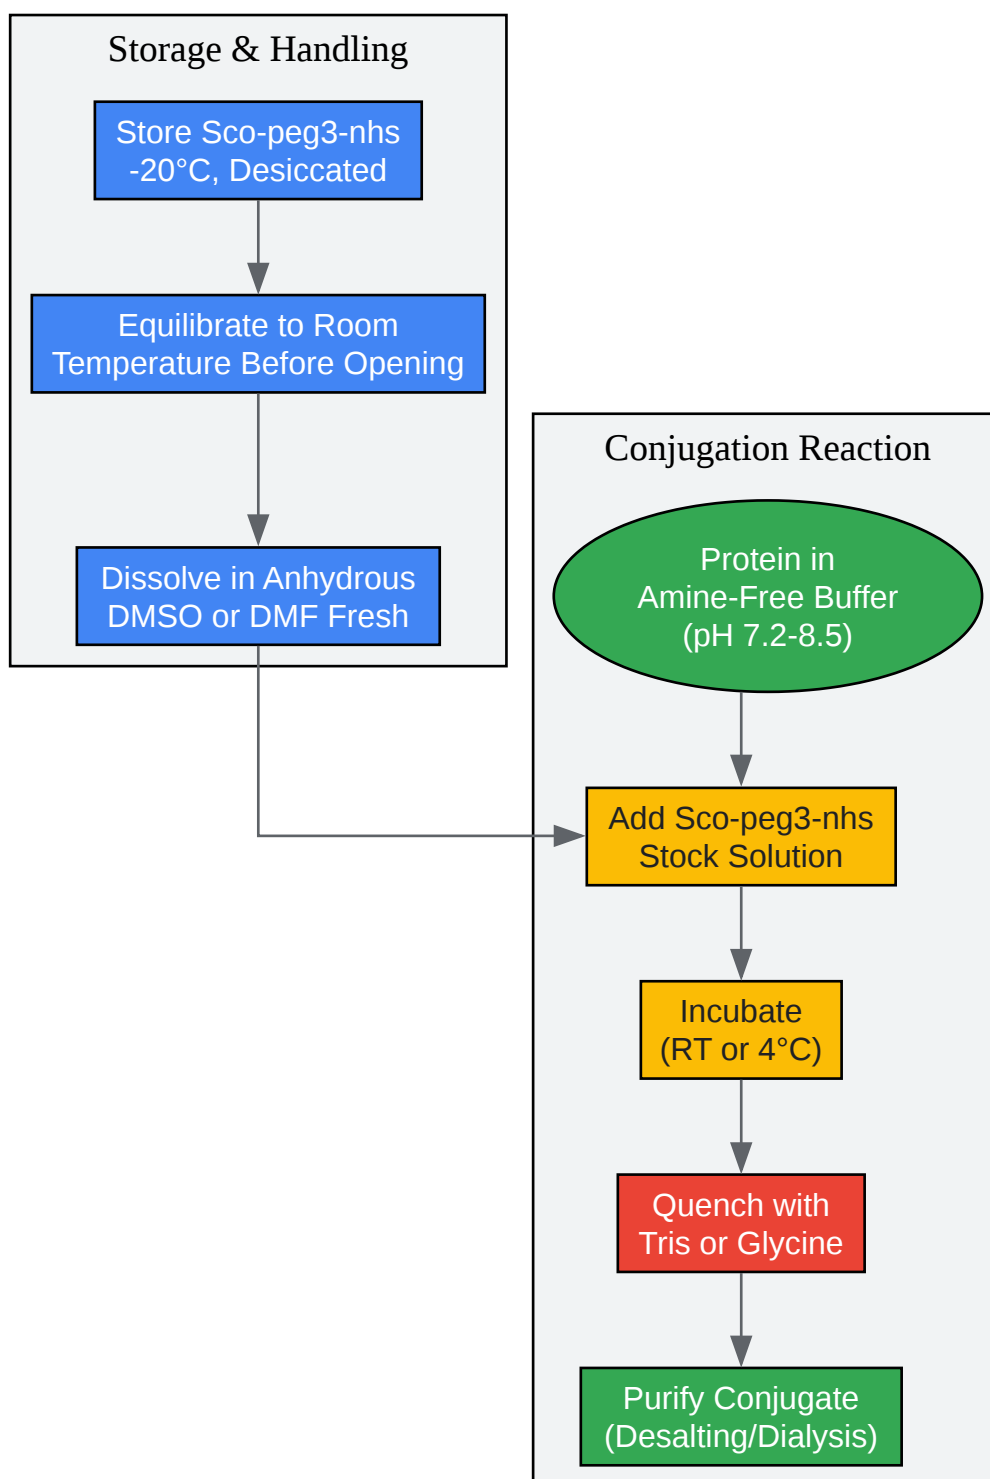 Storage & Handling
Store Sco-peg3-nhs
-20°C, Desiccated
Equilibrate to Room
Temperature Before Opening
Dissolve in Anhydrous
DMSO or DMF Fresh
Conjugation Reaction
Protein in
Amine-Free Buffer
(pH 7.2-8.5)
Add Sco-peg3-nhs
Stock Solution
Incubate
(RT or 4°C)
Quench with
Tris or Glycine
Purify Conjugate
(Desalting/Dialysis)